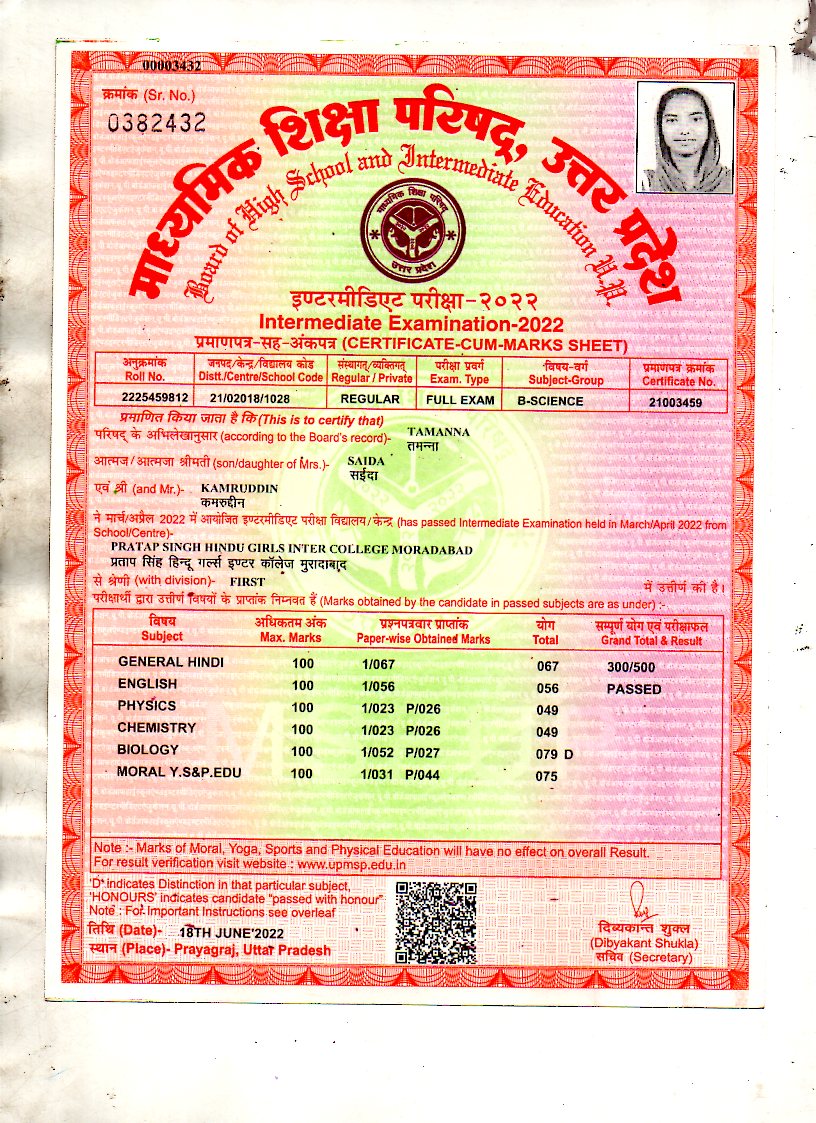 00003432
क्रमांक (Sr. No.)
0382432
माध्यमिक शिक्षा परिषद्, उत्तर प्रदेश
Board of High School and Intermediate Education U.P.
माध्यमिक शिक्षा परिषद्
उत्तर प्रदेश
इण्टरमीडिएट परीक्षा-२०२२
Intermediate Examination-2022
प्रमाणपत्र-सह-अंकपत्र (CERTIFICATE-CUM-MARKS SHEET)
अनुक्रमांक जनपद/केन्द्र/विद्यालय कोड संस्थागत/व्यक्तिगत परीक्षा प्रवर्ग विषय-वर्ग प्रमाणपत्र क्रमांक
Roll No. Distt./Centre/School Code Regular / Private Exam. Type Subject-Group Certificate No.
2225459812 21/02018/1028 REGULAR FULL EXAM B-SCIENCE 21003459
प्रमाणित किया जाता है कि (This is to certify that)
परिषद् के अभिलेखानुसार (according to the Board's record)- TAMANNA
तमन्ना
आत्मज/आत्मजा श्रीमती (son/daughter of Mrs.)- SAIDA
सईदा
एवं श्री (and Mr.)- KAMRUDDIN
कमरुद्दीन
ने मार्च/अप्रैल 2022 में आयोजित इण्टरमीडिएट परीक्षा विद्यालय/केन्द्र (has passed Intermediate Examination held in March/April 2022 from
School/Centre)-
PRATAP SINGH HINDU GIRLS INTER COLLEGE MORADABAD
प्रताप सिंह हिन्दू गर्ल्स इण्टर कॉलेज मुरादाबाद
से श्रेणी (with division)- FIRST में उत्तीर्ण की है।
परीक्षार्थी द्वारा उत्तीर्ण विषयों के प्राप्तांक निम्नवत हैं (Marks obtained by the candidate in passed subjects are as under) :-
विषय अधिकतम अंक प्रश्नपत्रवार प्राप्तांक योग सम्पूर्ण योग एवं परीक्षाफल
Subject Max. Marks Paper-wise Obtained Marks Total Grand Total & Result
GENERAL HINDI 100 1/067 067 300/500
ENGLISH 100 1/056 056 PASSED
PHYSICS 100 1/023 P/026 049
CHEMISTRY 100 1/023 P/026 049
BIOLOGY 100 1/052 P/027 079 D
MORAL Y.S&P.EDU 100 1/031 P/044 075
Note :- Marks of Moral, Yoga, Sports and Physical Education will have no effect on overall Result.
For result verification visit website : www.upmsp.edu.in
'D' indicates Distinction in that particular subject,
'HONOURS' indicates candidate "passed with honour"
Note : For Important Instructions see overleaf
तिथि (Date)- 18TH JUNE'2022
स्थान (Place)- Prayagraj, Uttar Pradesh
दिव्यकान्त शुक्ल
(Dibyakant Shukla)
सचिव (Secretary)